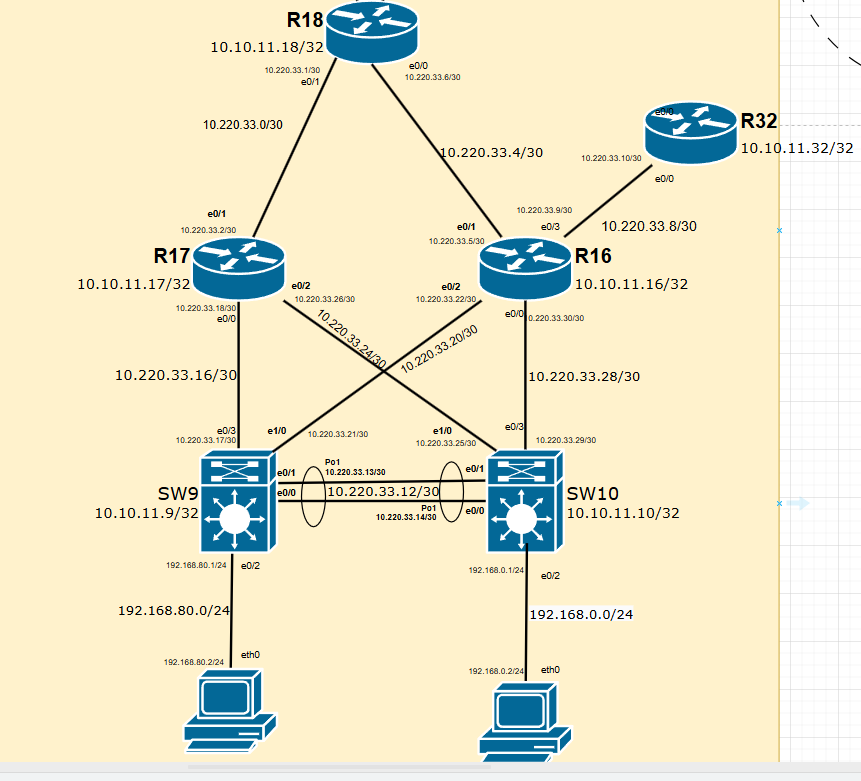 R18
10.10.11.18/32
10.220.33.1/30
e0/1
e0/0
10.220.33.6/30
10.220.33.0/30
10.220.33.4/30
e0/0
R32
10.10.11.32/32
10.220.33.10/30
e0/0
10.220.33.9/30
e0/3
10.220.33.8/30
e0/1
10.220.33.2/30
e0/1
10.220.33.5/30
R17
10.10.11.17/32
R16
10.10.11.16/32
e0/2
10.220.33.26/30
e0/2
10.220.33.22/30
10.220.33.18/30
e0/0
e0/0
0.220.33.30/30
10.220.33.24/30
10.220.33.20/30
10.220.33.16/30
10.220.33.28/30
e0/3
10.220.33.17/30
e1/0
10.220.33.21/30
e1/0
10.220.33.25/30
e0/3
10.220.33.29/30
Po1
10.220.33.13/30
e0/1
e0/1
e0/0
10.220.33.12/30
Po1
10.220.33.14/30
e0/0
SW9
10.10.11.9/32
SW10
10.10.11.10/32
192.168.80.1/24
e0/2
192.168.0.1/24
e0/2
192.168.80.0/24
192.168.0.0/24
eth0
192.168.80.2/24
eth0
192.168.0.2/24